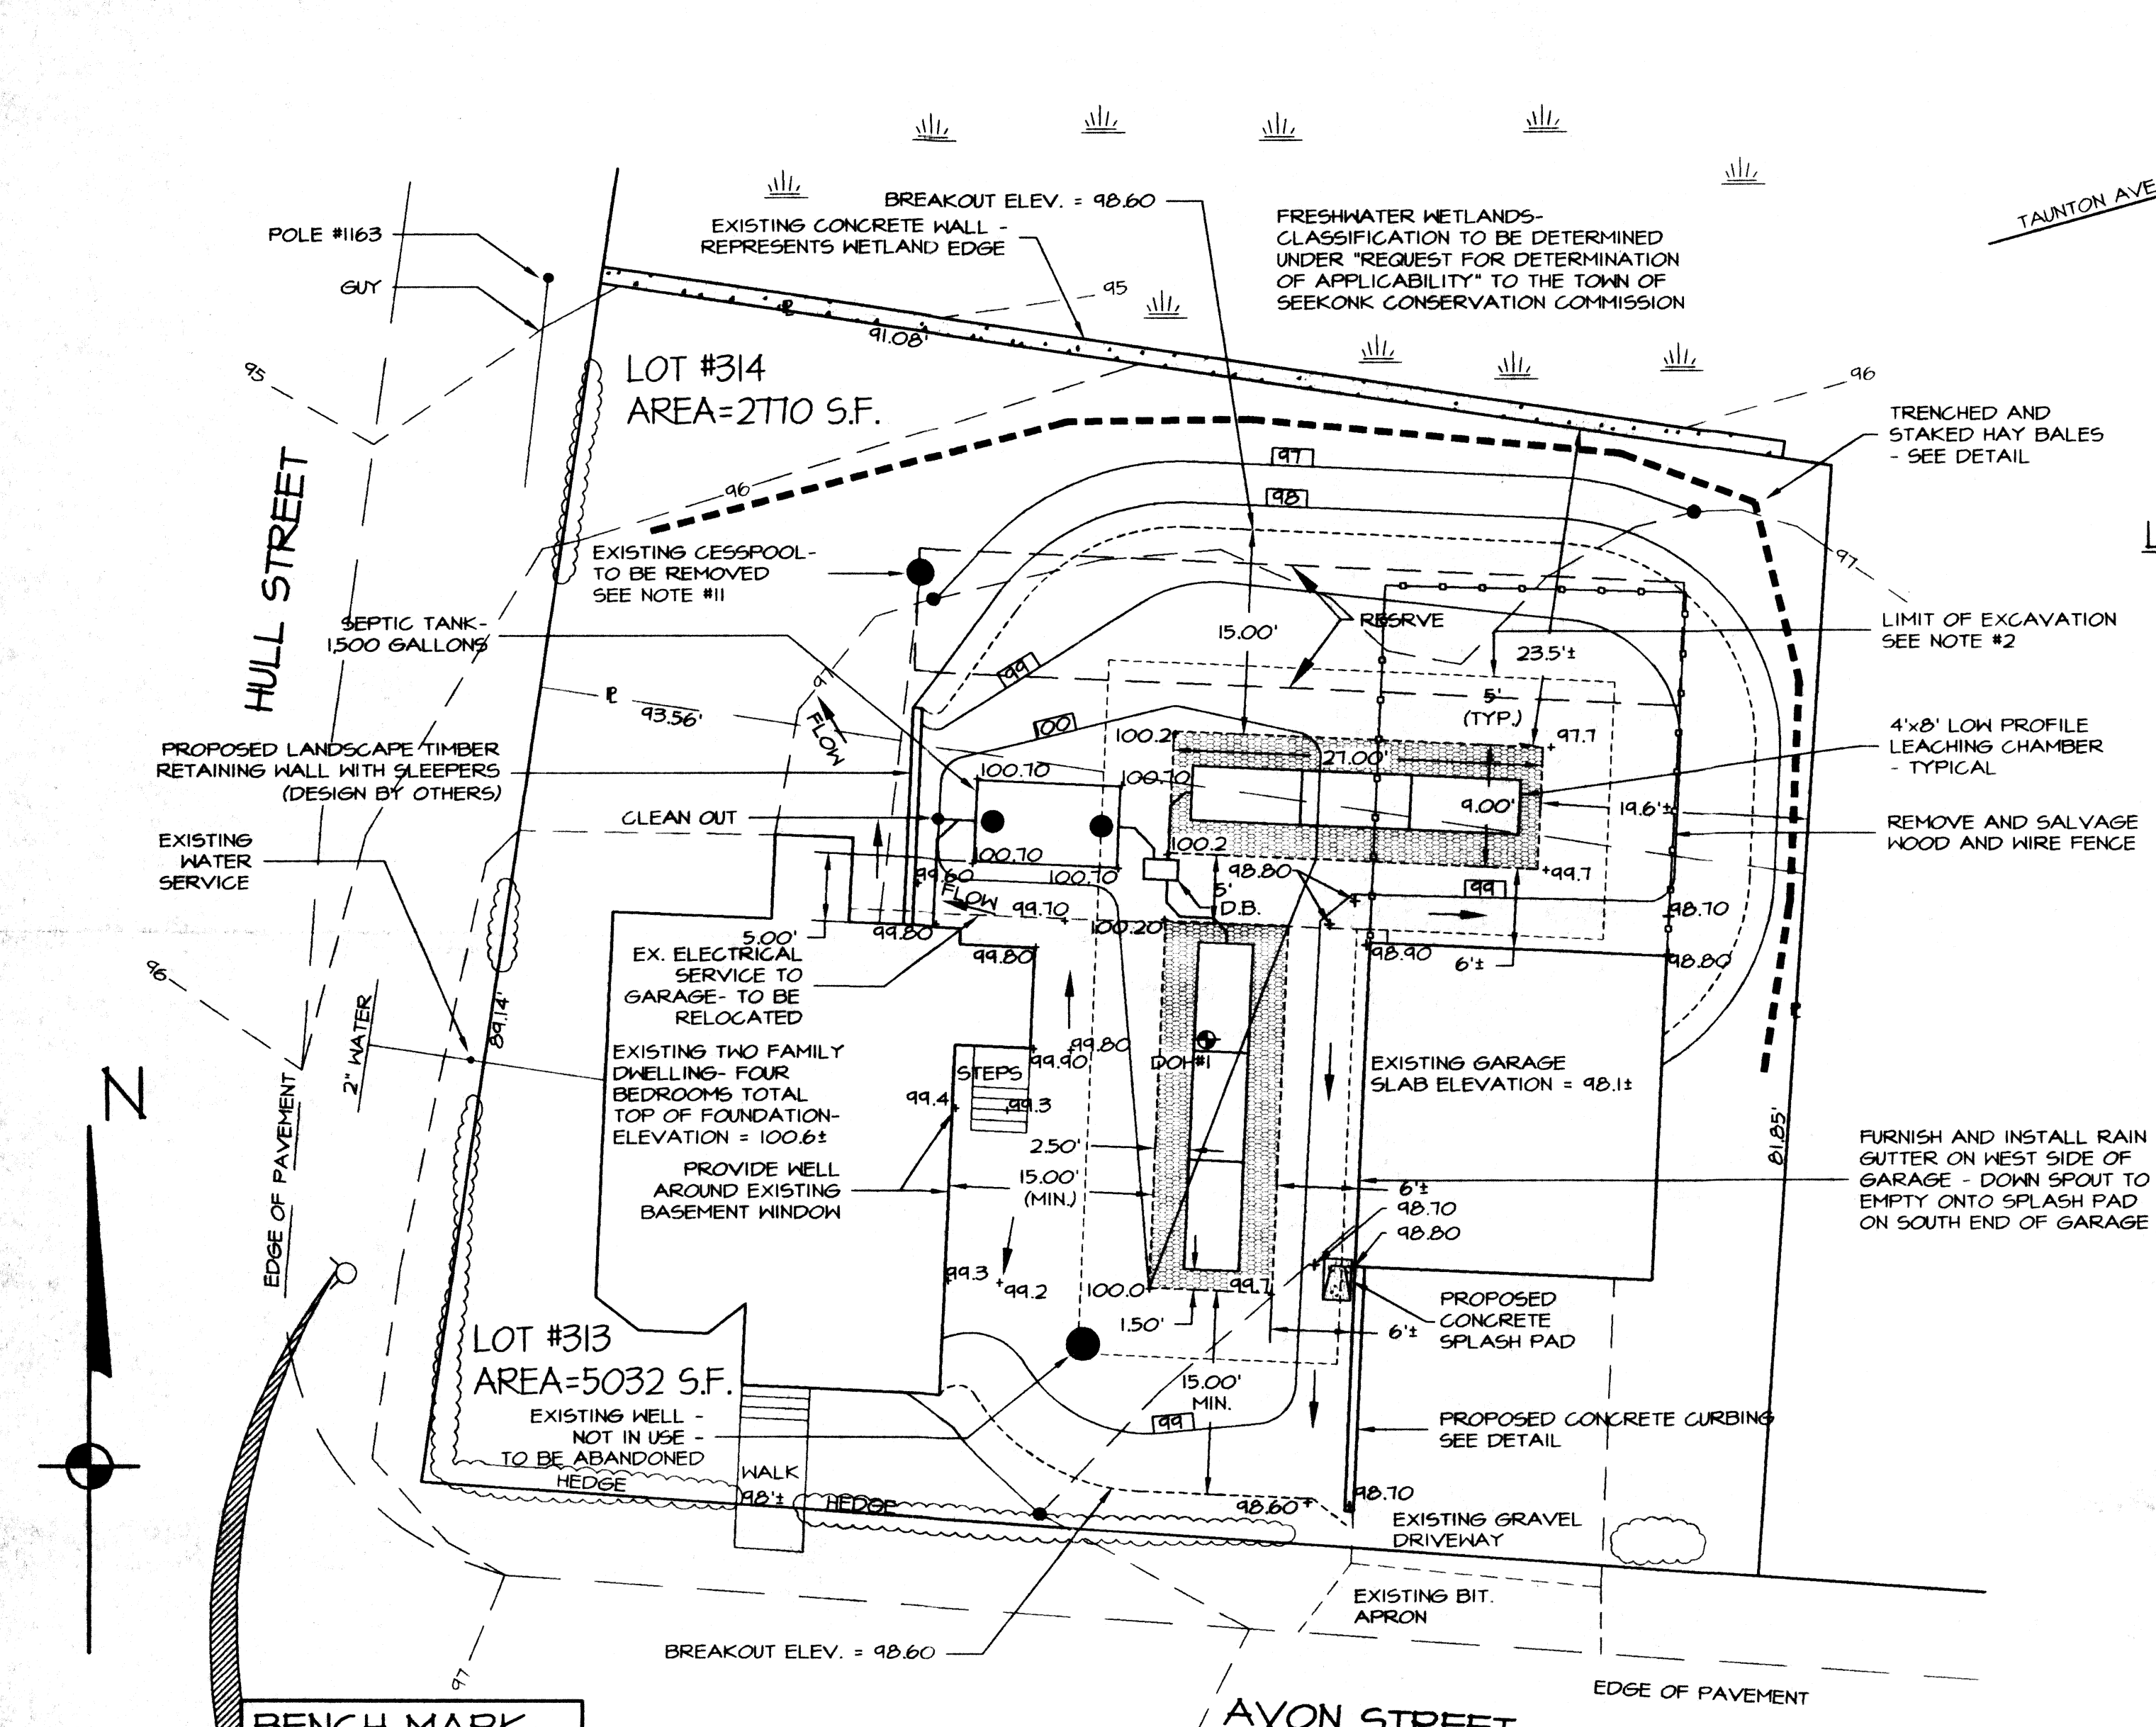 BREAKOUT ELEV. = 98.60
EXISTING CONCRETE WALL -
REPRESENTS WETLAND EDGE
FRESHWATER WETLANDS-
CLASSIFICATION TO BE DETERMINED
UNDER "REQUEST FOR DETERMINATION
OF APPLICABILITY" TO THE TOWN OF
SEEKONK CONSERVATION COMMISSION
TAUNTON AVE
POLE #1163
GUY
95
91.08'
95
96
LOT #314
AREA=2770 S.F.
HULL STREET
TRENCHED AND
STAKED HAY BALES
- SEE DETAIL
97
98
96
97
EXISTING CESSPOOL-
TO BE REMOVED
SEE NOTE #11
SEPTIC TANK-
1,500 GALLONS
RESRVE
15.00'
23.5'±
LIMIT OF EXCAVATION
SEE NOTE #2
99
93.56'
FLOW
5'
(TYP.)
4'x8' LOW PROFILE
LEACHING CHAMBER
- TYPICAL
PROPOSED LANDSCAPE TIMBER
RETAINING WALL WITH SLEEPERS
(DESIGN BY OTHERS)
100.2
97.7
27.00'
100.70
100.70
CLEAN OUT
9.00'
19.6'±
REMOVE AND SALVAGE
WOOD AND WIRE FENCE
EXISTING
WATER
SERVICE
100.70
100.70
100.2
98.80
99.7
99.60
FLOW
99.70
5'
D.B.
99
98.70
5.00'
99.80
100.20
99.80
98.90
6'±
98.80
EX. ELECTRICAL
SERVICE TO
GARAGE- TO BE
RELOCATED
96
2" WATER
89.14'
EXISTING TWO FAMILY
DWELLING- FOUR
BEDROOMS TOTAL
TOP OF FOUNDATION-
ELEVATION = 100.6±
99.80
99.90
STEPS
99.4
99.3
DOH#1
EXISTING GARAGE
SLAB ELEVATION = 98.1±
N
EDGE OF PAVEMENT
81.85'
2.50'
15.00'
(MIN.)
PROVIDE WELL
AROUND EXISTING
BASEMENT WINDOW
6'±
98.70
98.80
FURNISH AND INSTALL RAIN
GUTTER ON WEST SIDE OF
GARAGE - DOWN SPOUT TO
EMPTY ONTO SPLASH PAD
ON SOUTH END OF GARAGE
99.3
99.2
100.0
99.7
1.50'
6'±
PROPOSED
CONCRETE
SPLASH PAD
LOT #313
AREA=5032 S.F.
15.00'
MIN.
99
EXISTING WELL -
NOT IN USE -
TO BE ABANDONED
PROPOSED CONCRETE CURBING
SEE DETAIL
HEDGE
WALK
98'±
HEDGE
98.60
98.70
EXISTING GRAVEL
DRIVEWAY
EXISTING BIT.
APRON
BREAKOUT ELEV. = 98.60
97
EDGE OF PAVEMENT
BENCH MARK
AVON STREET